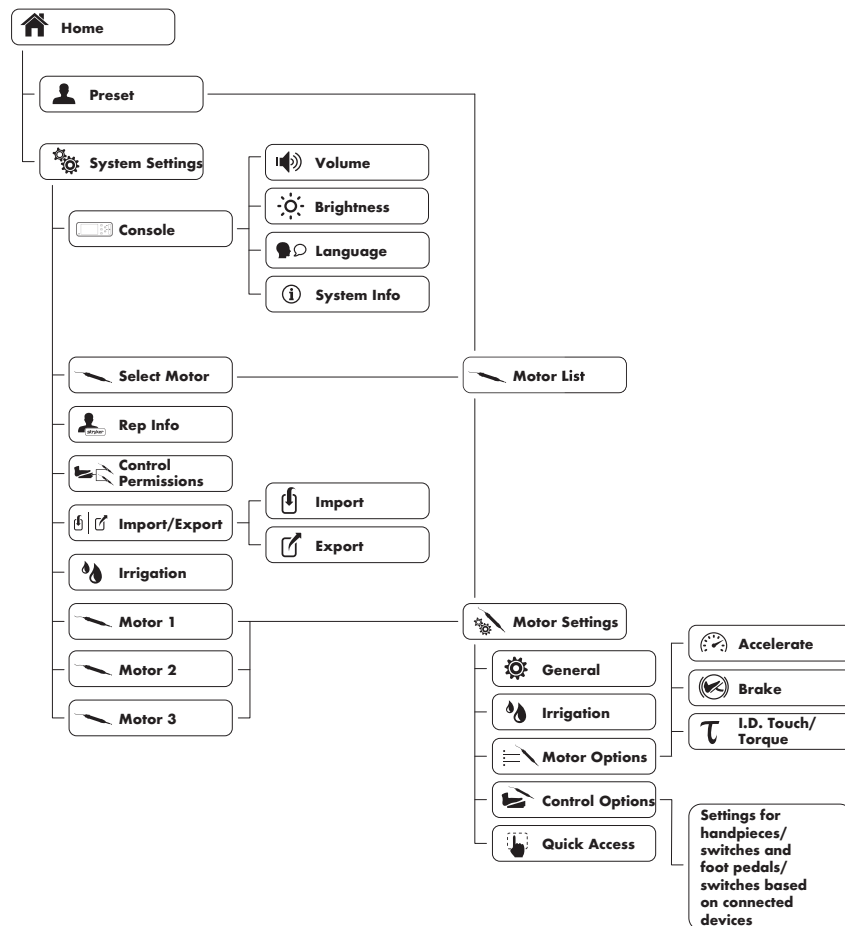 Home
Preset
System Settings
Volume
Brightness
Console
Language
System Info
Select Motor
Motor List
Rep Info
stryker
Control
Permissions
Import/Export
Import
Export
Irrigation
Motor 1
Motor 2
Motor 3
Motor Settings
General
Irrigation
Motor Options
Control Options
Quick Access
Accelerate
Brake
τ I.D. Touch/
Torque
Settings for
handpieces/
switches and
foot pedals/
switches based
on connected
devices